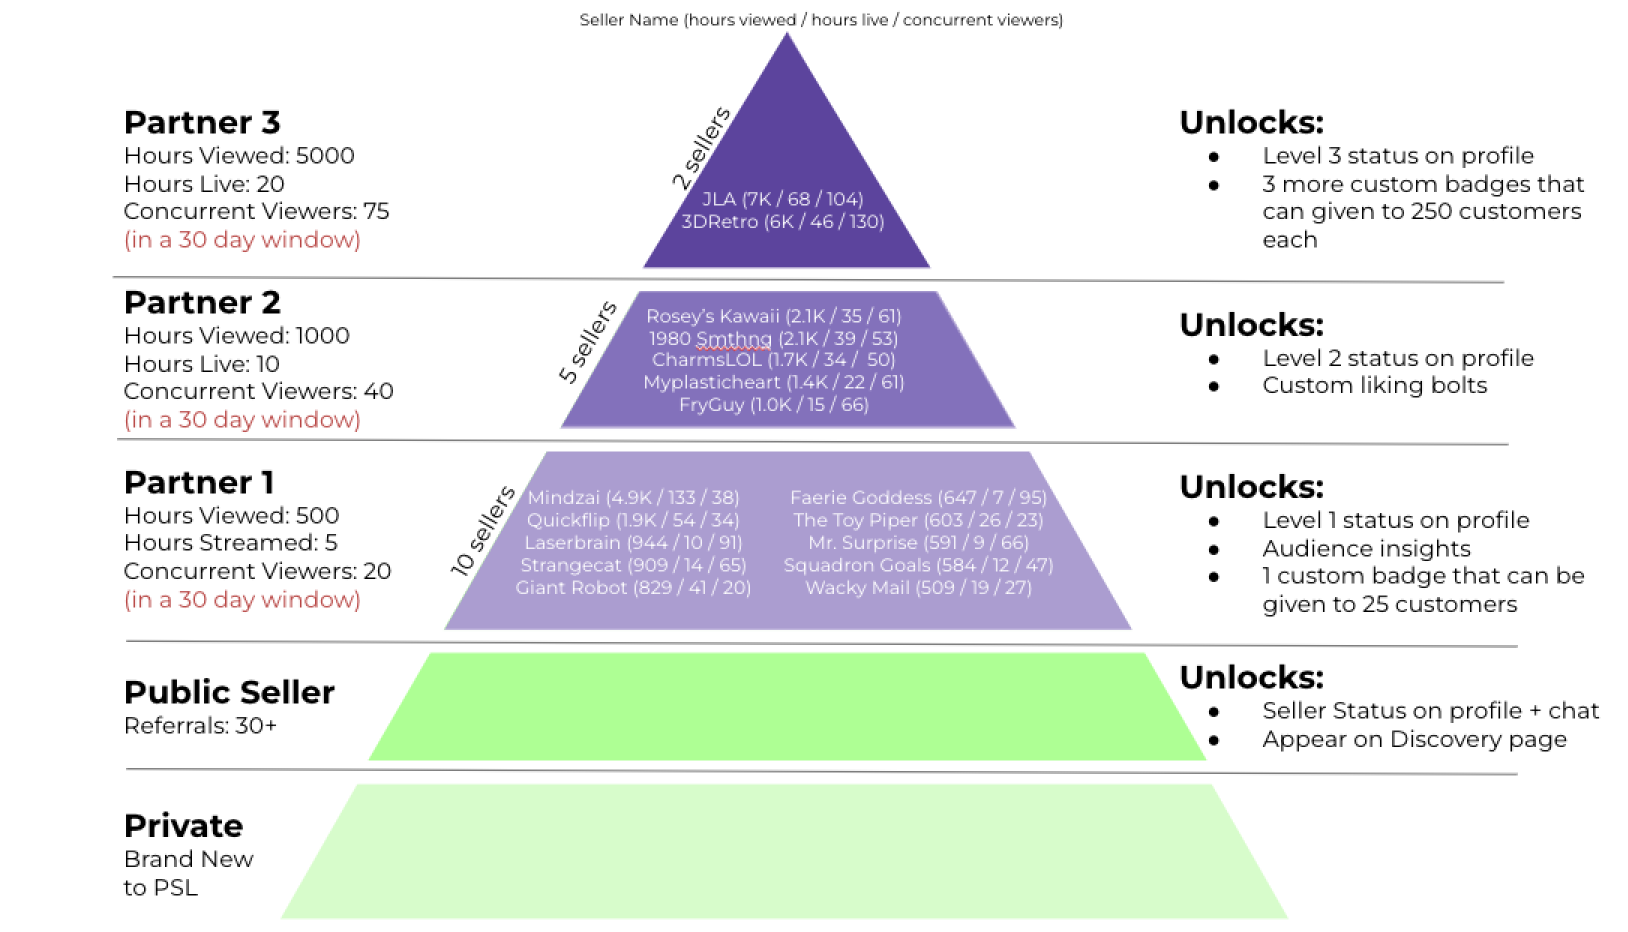 Seller Name (hours viewed / hours live / concurrent viewers)
Partner 3
Hours Viewed: 5000
Hours Live: 20
Concurrent Viewers: 75
(in a 30 day window)
2 sellers
JLA (7K / 68 / 104)
3DRetro (6K / 46 / 130)
Unlocks:
● Level 3 status on profile
● 3 more custom badges that
can given to 250 customers
each
Partner 2
Hours Viewed: 1000
Hours Live: 10
Concurrent Viewers: 40
(in a 30 day window)
5 sellers
Rosey's Kawaii (2.1K / 35 / 61)
1980 Smthng (2.1K / 39 / 53)
CharmsLOL (1.7K / 34 / 50)
Myplasticheart (1.4K / 22 / 61)
FryGuy (1.0K / 15 / 66)
Unlocks:
● Level 2 status on profile
● Custom liking bolts
Partner 1
Hours Viewed: 500
Hours Streamed: 5
Concurrent Viewers: 20
(in a 30 day window)
10 sellers
Mindzai (4.9K / 133 / 38)
Quickflip (1.9K / 54 / 34)
Laserbrain (944 / 10 / 91)
Strangecat (909 / 14 / 65)
Giant Robot (829 / 41 / 20)
Faerie Goddess (647 / 7 / 95)
The Toy Piper (603 / 26 / 23)
Mr. Surprise (591 / 9 / 66)
Squadron Goals (584 / 12 / 47)
Wacky Mail (509 / 19 / 27)
Unlocks:
● Level 1 status on profile
● Audience insights
● 1 custom badge that can be
given to 25 customers
Public Seller
Referrals: 30+
Unlocks:
● Seller Status on profile + chat
● Appear on Discovery page
Private
Brand New
to PSL